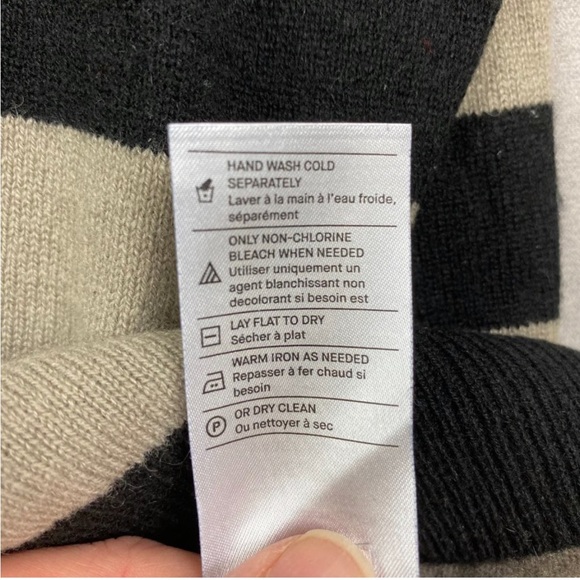 HAND WASH COLD
SEPARATELY
Laver à la main à l'eau froide,
séparément
ONLY NON-CHLORINE
BLEACH WHEN NEEDED
Utiliser uniquement un
agent blanchissant non
decolorant si besoin est
LAY FLAT TO DRY
Sécher à plat
WARM IRON AS NEEDED
Repasser à fer chaud si
besoin
P
OR DRY CLEAN
Ou nettoyer à sec